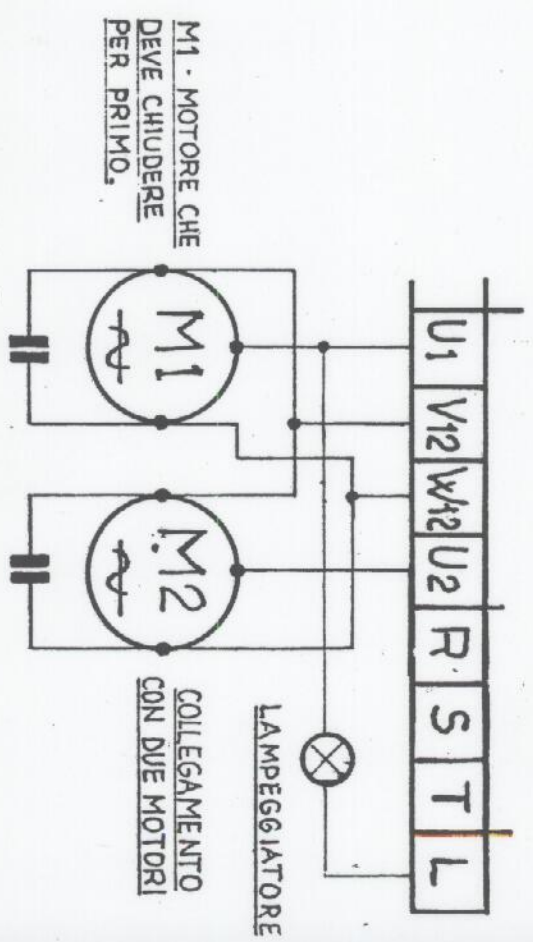 U1 V12 W12 U2 R S T L
LAMPEGGIATORE
M1
M2
M1 - MOTORE CHE
DEVE CHIUDERE
PER PRIMO.
COLLEGAMENTO
CON DUE MOTORI